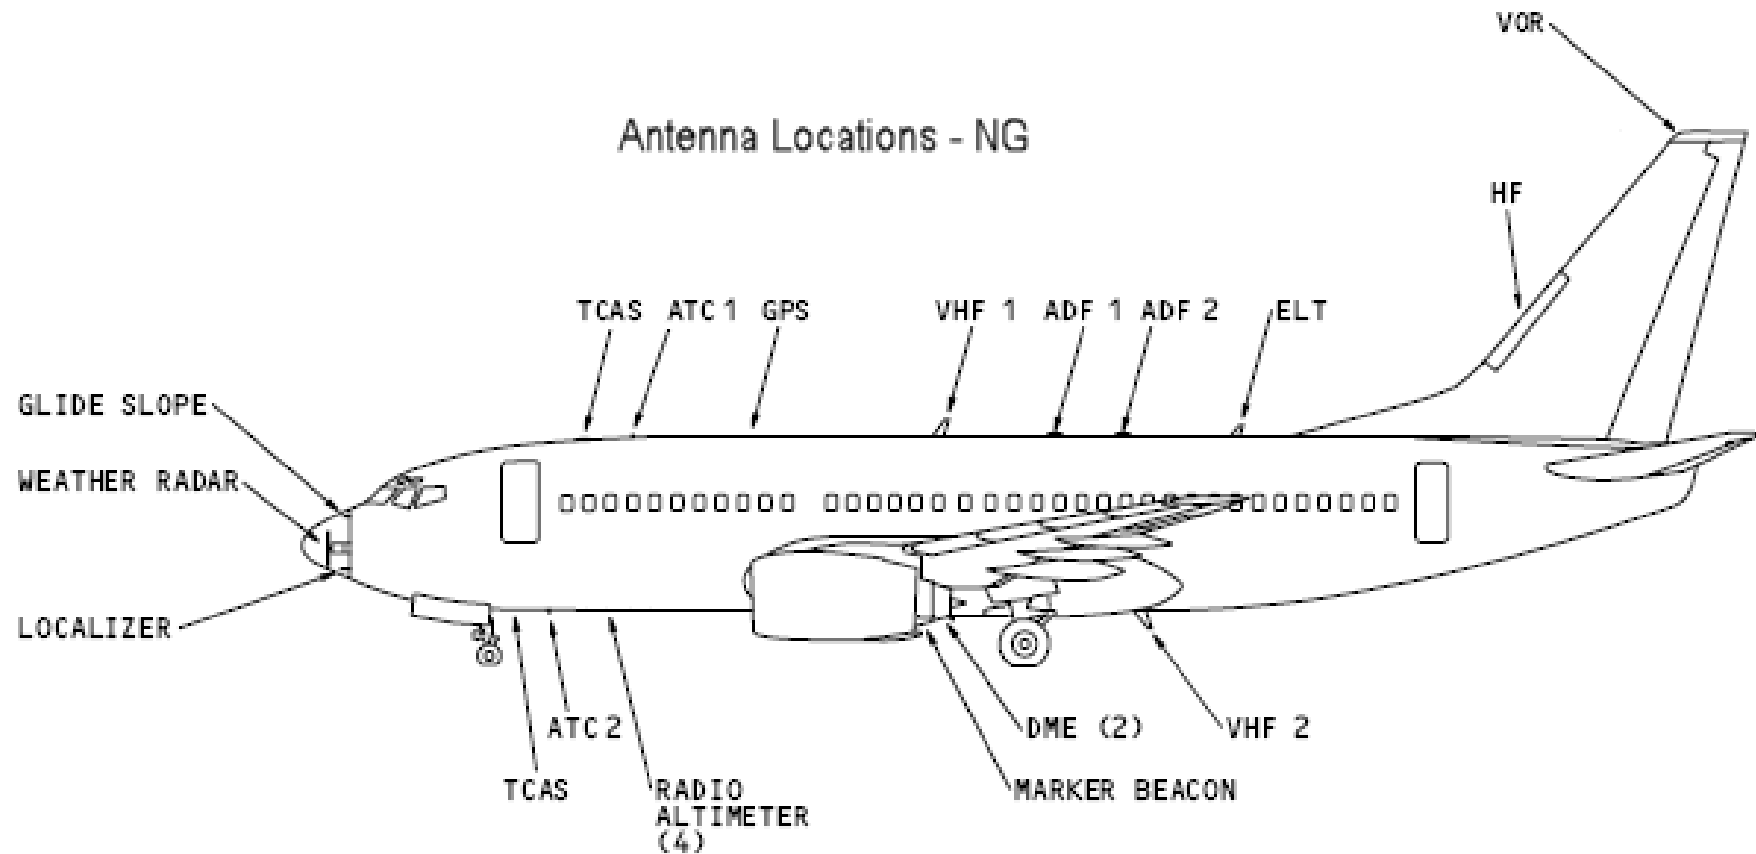 VOR
Antenna Locations - NG
HF
TCAS ATC 1 GPS VHF 1 ADF 1 ADF 2 ELT
GLIDE SLOPE
WEATHER RADAR
LOCALIZER
ATC 2 DME (2) VHF 2
TCAS RADIO MARKER BEACON
ALTIMETER
(4)